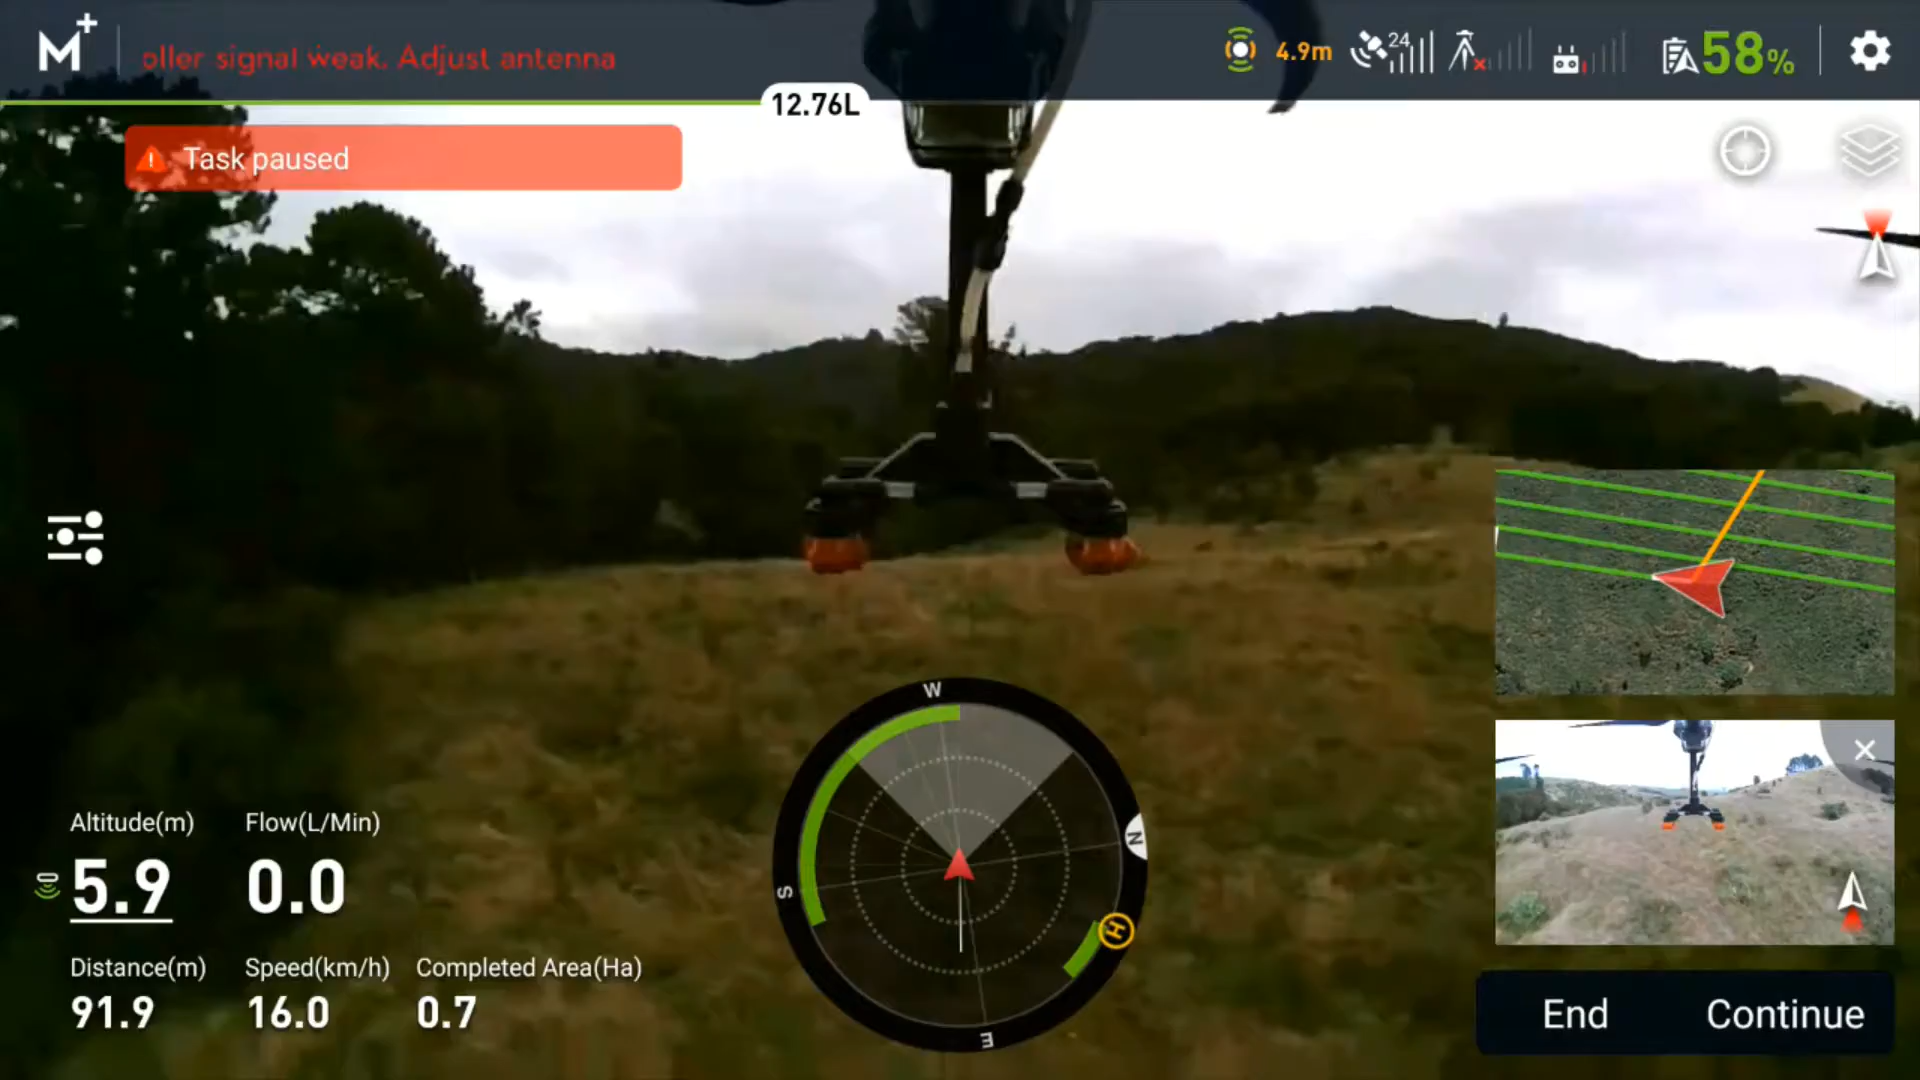 M+
oller signal weak. Adjust antenna
4.9m
24
58%
12.76L
Task paused
W
N
S
H
E
Altitude(m)
Flow(L/Min)
5.9
0.0
Distance(m)
Speed(km/h)
Completed Area(Ha)
91.9
16.0
0.7
End
Continue